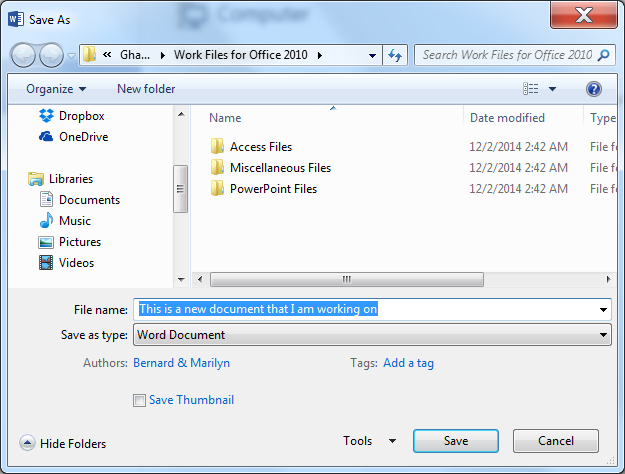 Computer
Save As
« Gha... ▸ Work Files for Office 2010 ▸
Search Work Files for Office 2010
Organize
New folder
Name
Date modified
Type
Dropbox
OneDrive
Libraries
Documents
Music
Pictures
Videos
Access Files 12/2/2014 2:42 AM File f
Miscellaneous Files 12/2/2014 2:42 AM File f
PowerPoint Files 12/2/2014 2:42 AM File f
File name: This is a new document that I am working on
Save as type: Word Document
Authors: Bernard & Marilyn Tags: Add a tag
Save Thumbnail
Hide Folders Tools Save Cancel